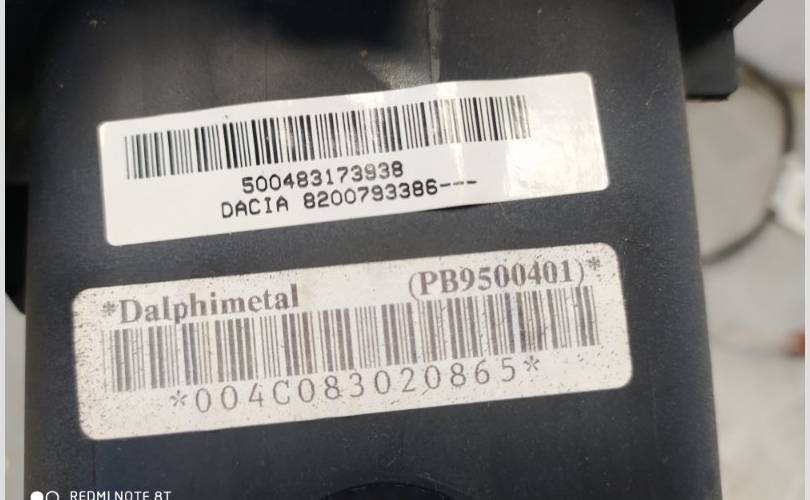 500483173938
DACIA 8200793386---
*Dalphimetal (PB9500401)*
*004C083020865*
REDMI NOTE 8T